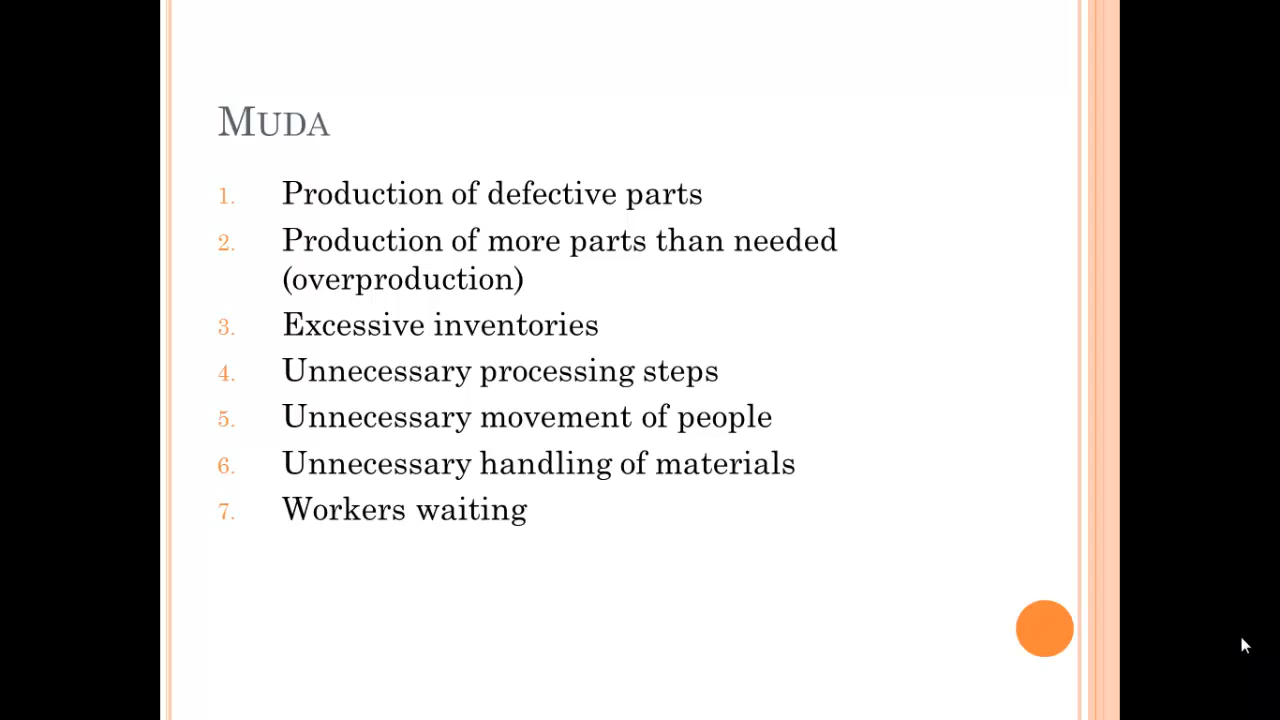 MUDA
1. Production of defective parts
2. Production of more parts than needed
(overproduction)
3. Excessive inventories
4. Unnecessary processing steps
5. Unnecessary movement of people
6. Unnecessary handling of materials
7. Workers waiting